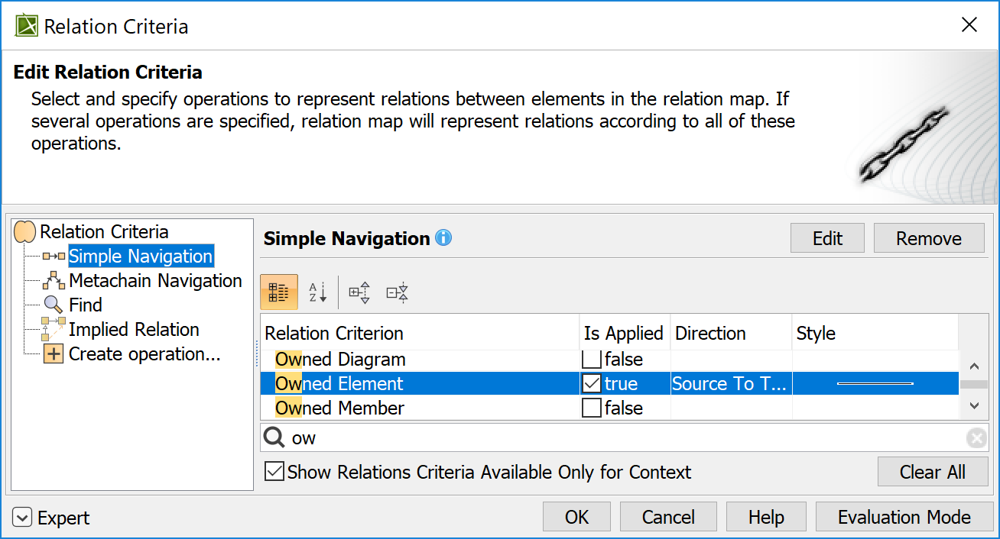 Relation Criteria
Edit Relation Criteria
Select and specify operations to represent relations between elements in the relation map. If
several operations are specified, relation map will represent relations according to all of these
operations.
Relation Criteria
Simple Navigation
Metachain Navigation
Find
Implied Relation
Create operation...
Simple Navigation
Edit
Remove
A
Z
Relation Criterion Is Applied Direction Style
Owned Diagram false
Owned Element true Source To T...
Owned Member false
ow
Show Relations Criteria Available Only for Context
Clear All
Expert
OK
Cancel
Help
Evaluation Mode